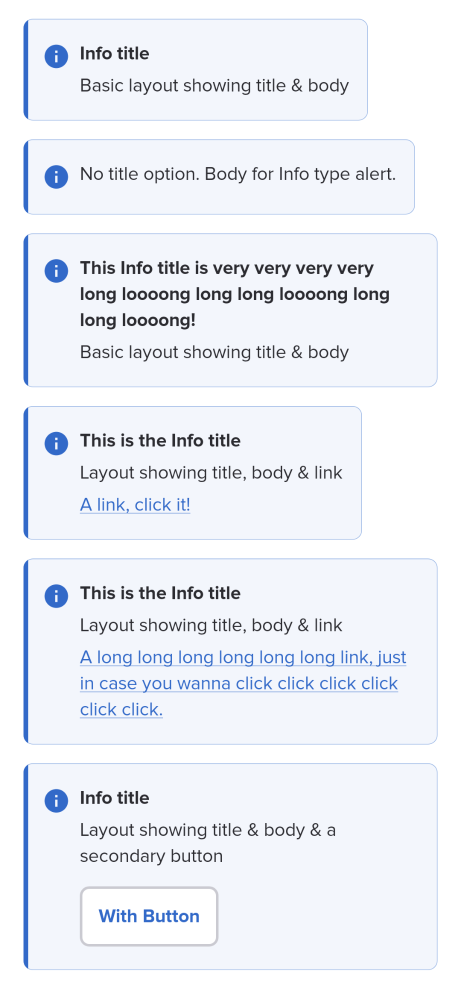 Info title
Basic layout showing title & body
No title option. Body for Info type alert.
This Info title is very very very very
long loooong long long loooong long
long loooong!
Basic layout showing title & body
This is the Info title
Layout showing title, body & link
A link, click it!
This is the Info title
Layout showing title, body & link
A long long long long long long link, just
in case you wanna click click click click
click click.
Info title
Layout showing title & body & a
secondary button
With Button